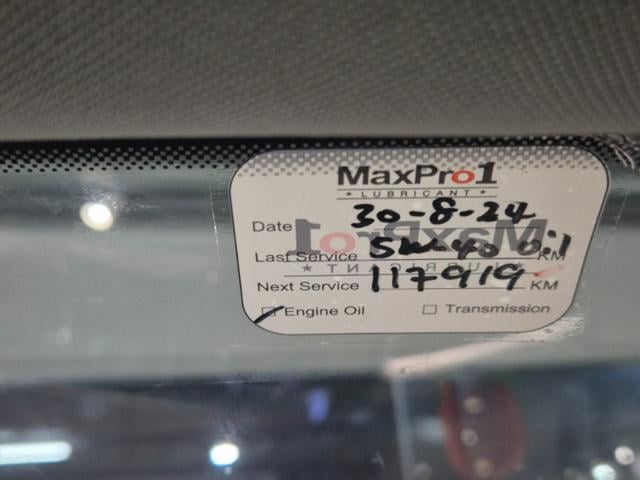 MaxPro1
★ LUBRICANT ★
Date 30-8-24
Last Service 5w-40 oil KM
Next Service 117919 KM
Engine Oil Transmission